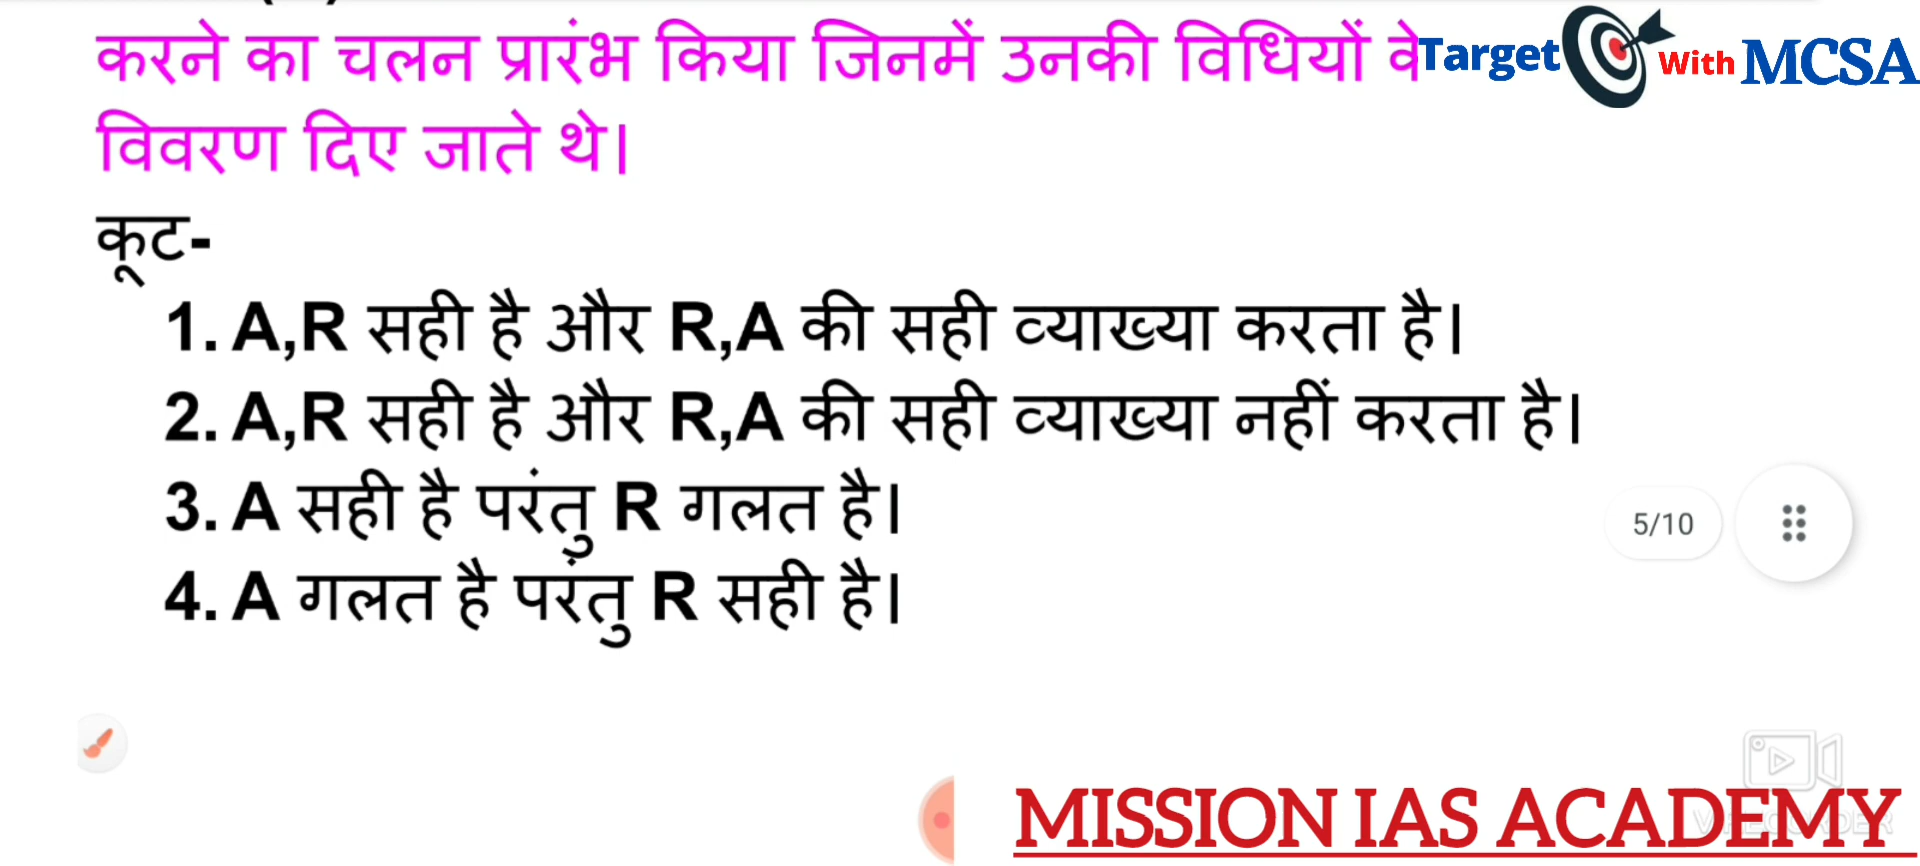 करने का चलन प्रारंभ किया जिनमें उनकी विधियों
Target With MCSA
विवरण दिए जाते थे।
कूट-
1. A,R सही है और R,A की सही व्याख्या करता है।
2. A,R सही है और R,A की सही व्याख्या नहीं करता है।
3. A सही है परंतु R गलत है।
4. A गलत है परंतु R सही है।
5/10
MISSION IAS ACADEMY